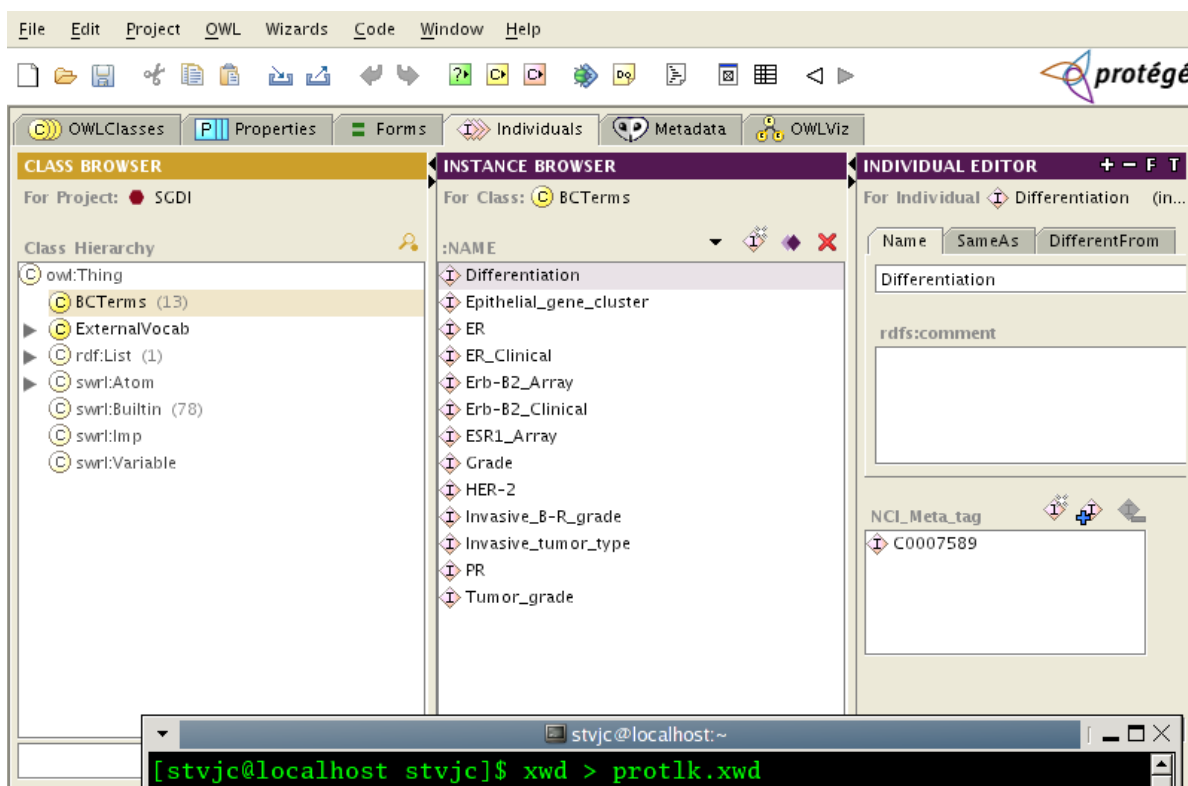 File Edit Project OWL Wizards Code Window Help
protégé
OWLClasses Properties Forms Individuals Metadata OWLViz
CLASS BROWSER
For Project: SGDI
Class Hierarchy
owl:Thing
BCTerms (13)
ExternalVocab
rdf:List (1)
swrl:Atom
swrl:Builtin (78)
swrl:Imp
swrl:Variable
INSTANCE BROWSER
For Class: BCTerms
:NAME
Differentiation
Epithelial_gene_cluster
ER
ER_Clinical
Erb-B2_Array
Erb-B2_Clinical
ESR1_Array
Grade
HER-2
Invasive_B-R_grade
Invasive_tumor_type
PR
Tumor_grade
INDIVIDUAL EDITOR + − F T
For Individual Differentiation (in...
Name SameAs DifferentFrom
Differentiation
rdfs:comment
NCI_Meta_tag
C0007589
stvjc@localhost:~
[stvjc@localhost stvjc]$ xwd > protlk.xwd